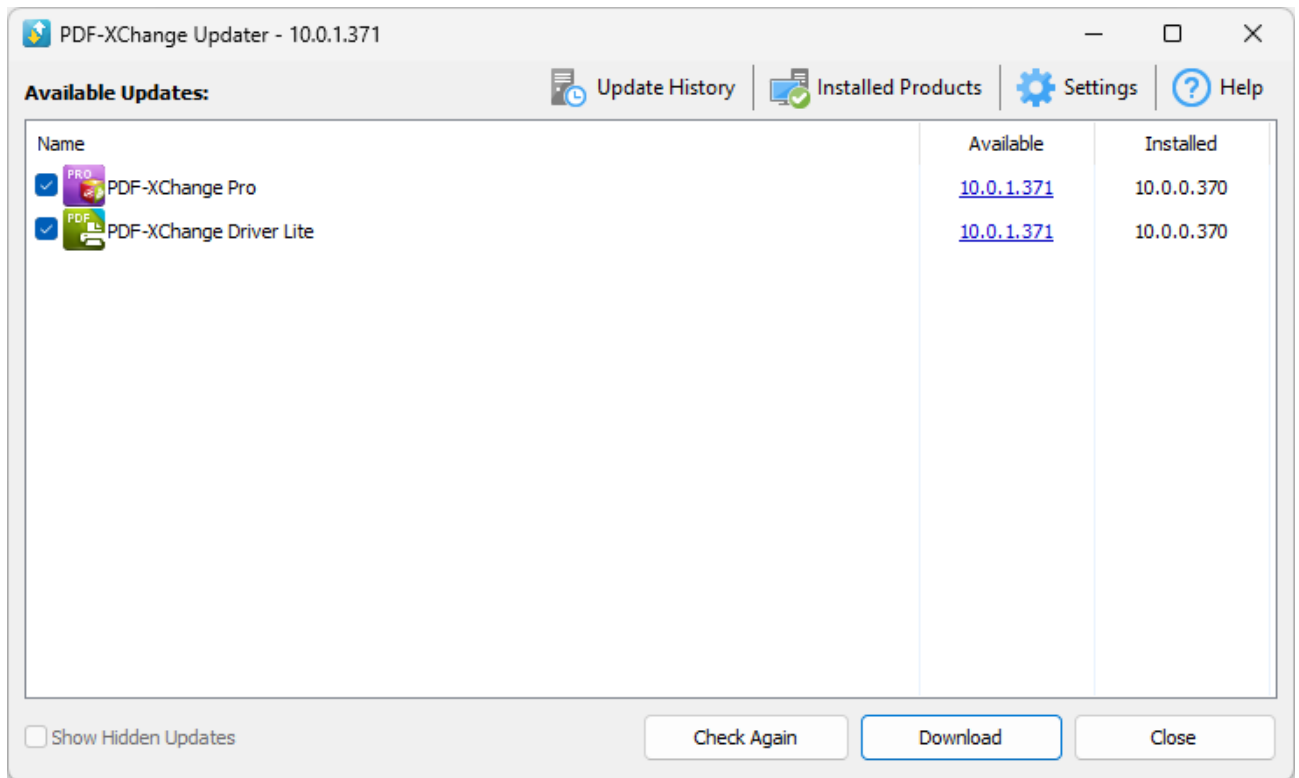 PDF-XChange Updater - 10.0.1.371
Available Updates: Update History Installed Products Settings ? Help
Name Available Installed
PRO PDF-XChange Pro 10.0.1.371 10.0.0.370
PDF PDF-XChange Driver Lite 10.0.1.371 10.0.0.370
Show Hidden Updates Check Again Download Close